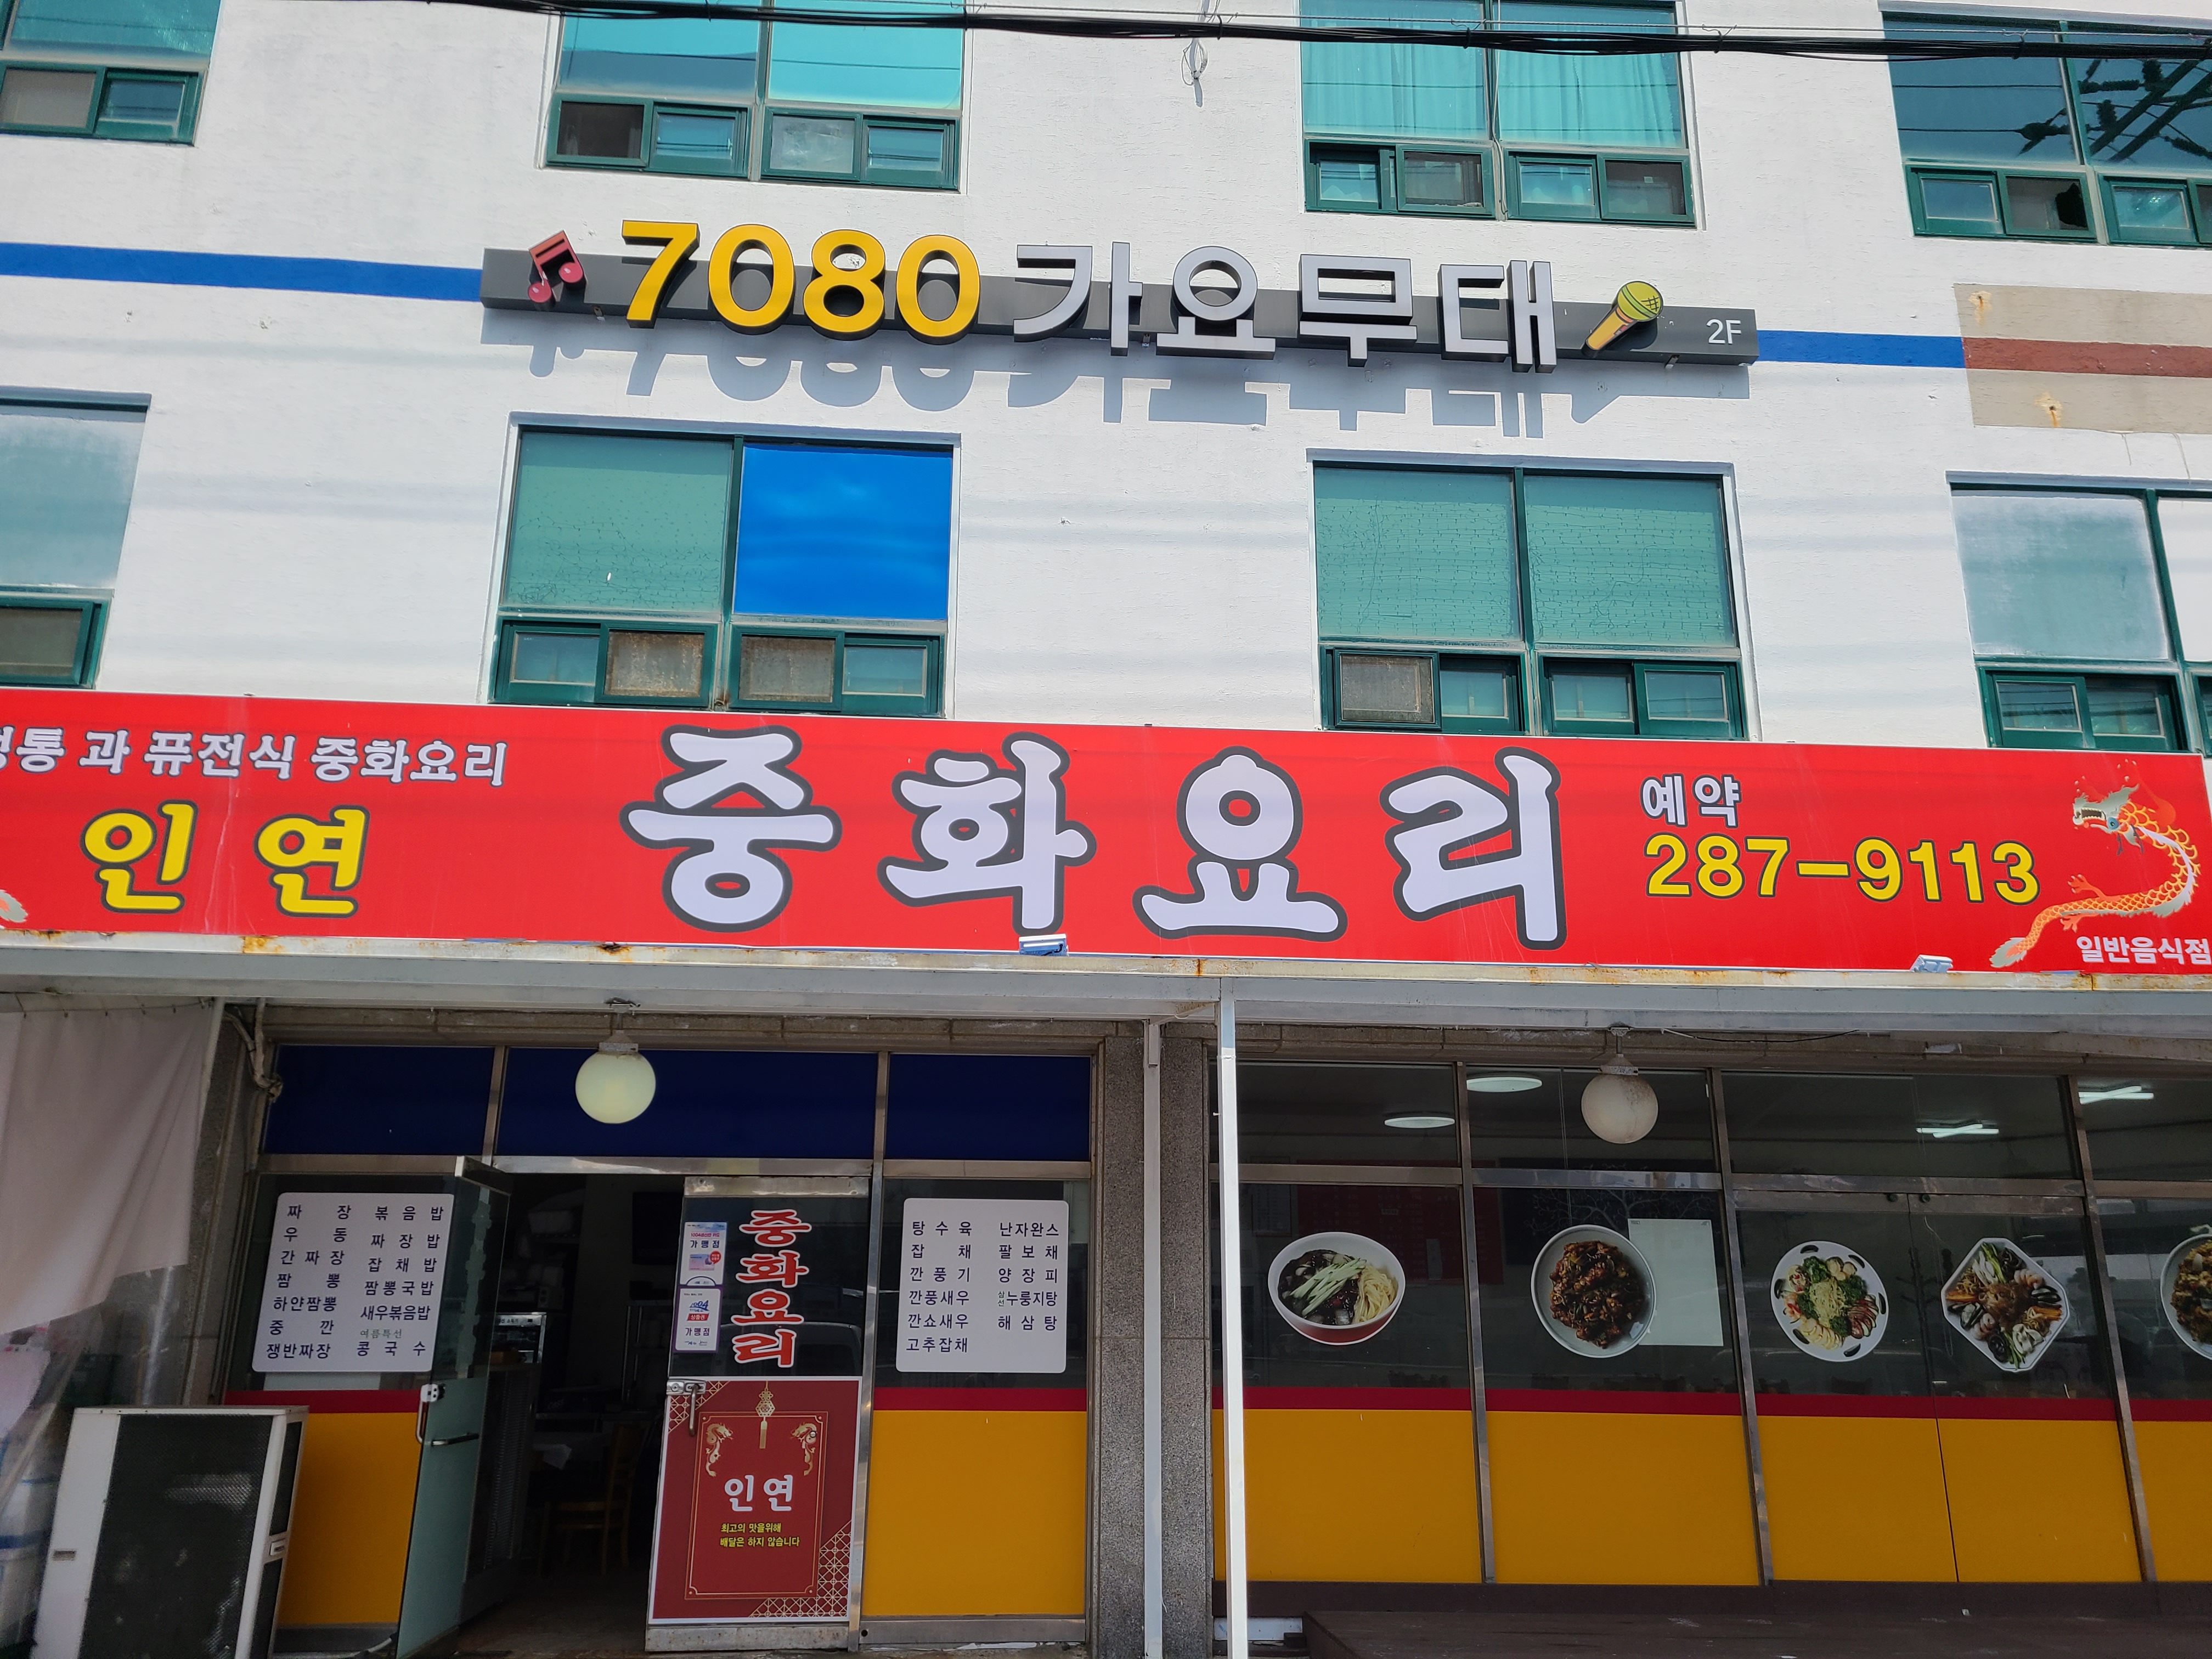 7080 가요무대 2F
통 과 퓨전식 중화요리
인연
중화요리
예약
287-9113
일반음식점
짜장
우동
간짜장
짬뽕
하얀짬뽕
중깐
쟁반짜장
볶음밥
짜장밥
잡채밥
짬뽕국밥
새우볶음밥
여름특선
콩국수
가맹점
상품권
가맹점
중화요리
인연
최고의 맛을위해
배달은 하지 않습니다
탕수육
잡채
깐풍기
깐풍새우
깐쇼새우
고추잡채
난자완스
팔보채
양장피
삼선누룽지탕
해삼탕